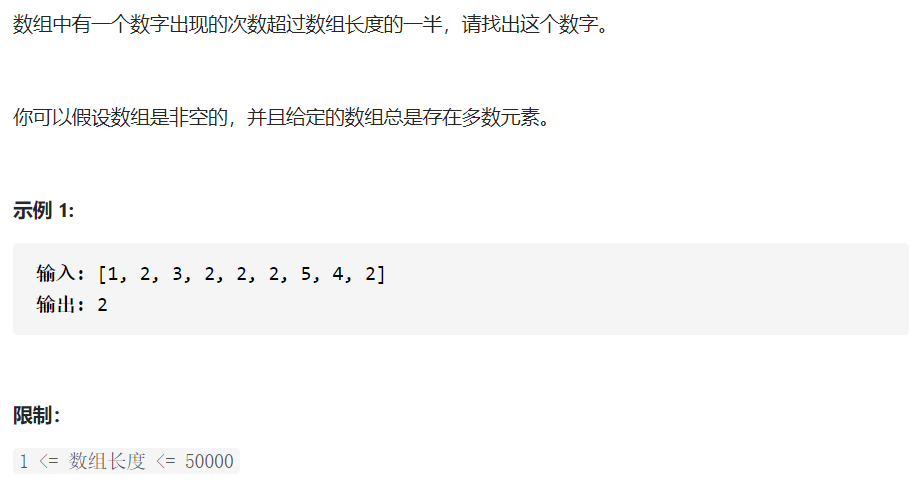 数组中有一个数字出现的次数超过数组长度的一半，请找出这个数字。
你可以假设数组是非空的，并且给定的数组总是存在多数元素。
示例 1:
输入: [1, 2, 3, 2, 2, 2, 5, 4, 2]
输出: 2
限制：
1 <= 数组长度 <= 50000